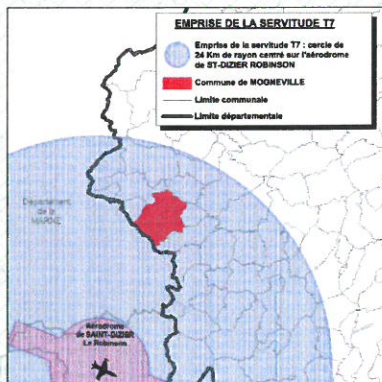 EMPRISE DE LA SERVITUDE T7
Emprise de la servitude T7 : cercle de
24 Km de rayon centré sur l'aérodrome
de ST-DIZIER ROBINSON
Commune de MOGNEVILLE
Limite communale
Limite départementale
Département
de la
MARNE
Aérodrome
de SAINT-DIZIER
Le Robinson